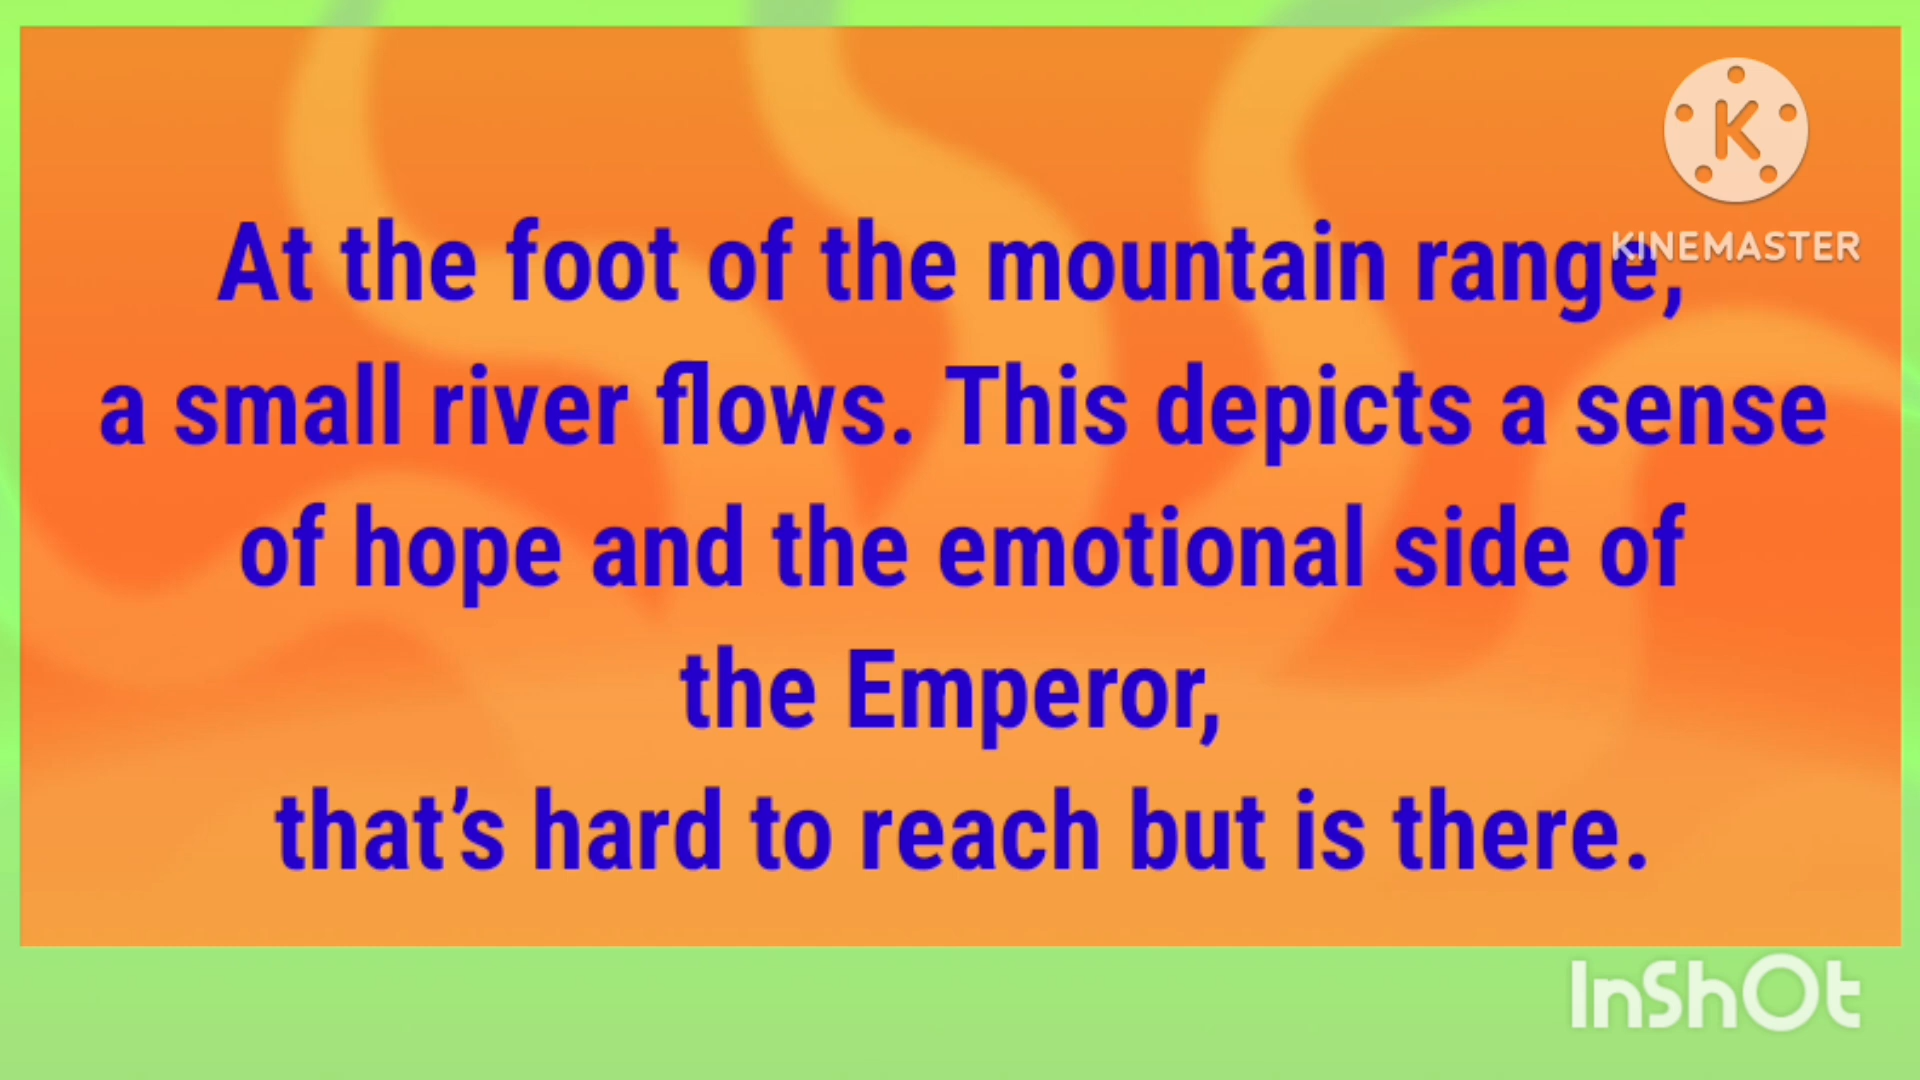 K
KINEMASTER
At the foot of the mountain range,
a small river flows. This depicts a sense
of hope and the emotional side of
the Emperor,
that’s hard to reach but is there.
InShOt